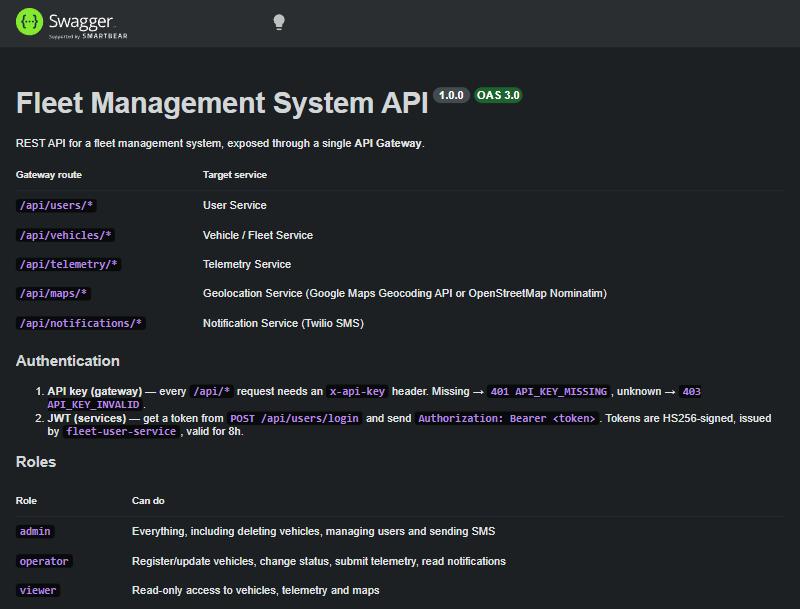 Swagger
Supported by SMARTBEAR
Fleet Management System API 1.0.0 OAS 3.0
REST API for a fleet management system, exposed through a single API Gateway.
Gateway route Target service
/api/users/* User Service
/api/vehicles/* Vehicle / Fleet Service
/api/telemetry/* Telemetry Service
/api/maps/* Geolocation Service (Google Maps Geocoding API or OpenStreetMap Nominatim)
/api/notifications/* Notification Service (Twilio SMS)
Authentication
1. API key (gateway) — every /api/* request needs an x-api-key header. Missing → 401 API_KEY_MISSING, unknown → 403
API_KEY_INVALID.
2. JWT (services) — get a token from POST /api/users/login and send Authorization: Bearer <token>. Tokens are HS256-signed, issued
by fleet-user-service, valid for 8h.
Roles
Role Can do
admin Everything, including deleting vehicles, managing users and sending SMS
operator Register/update vehicles, change status, submit telemetry, read notifications
viewer Read-only access to vehicles, telemetry and maps